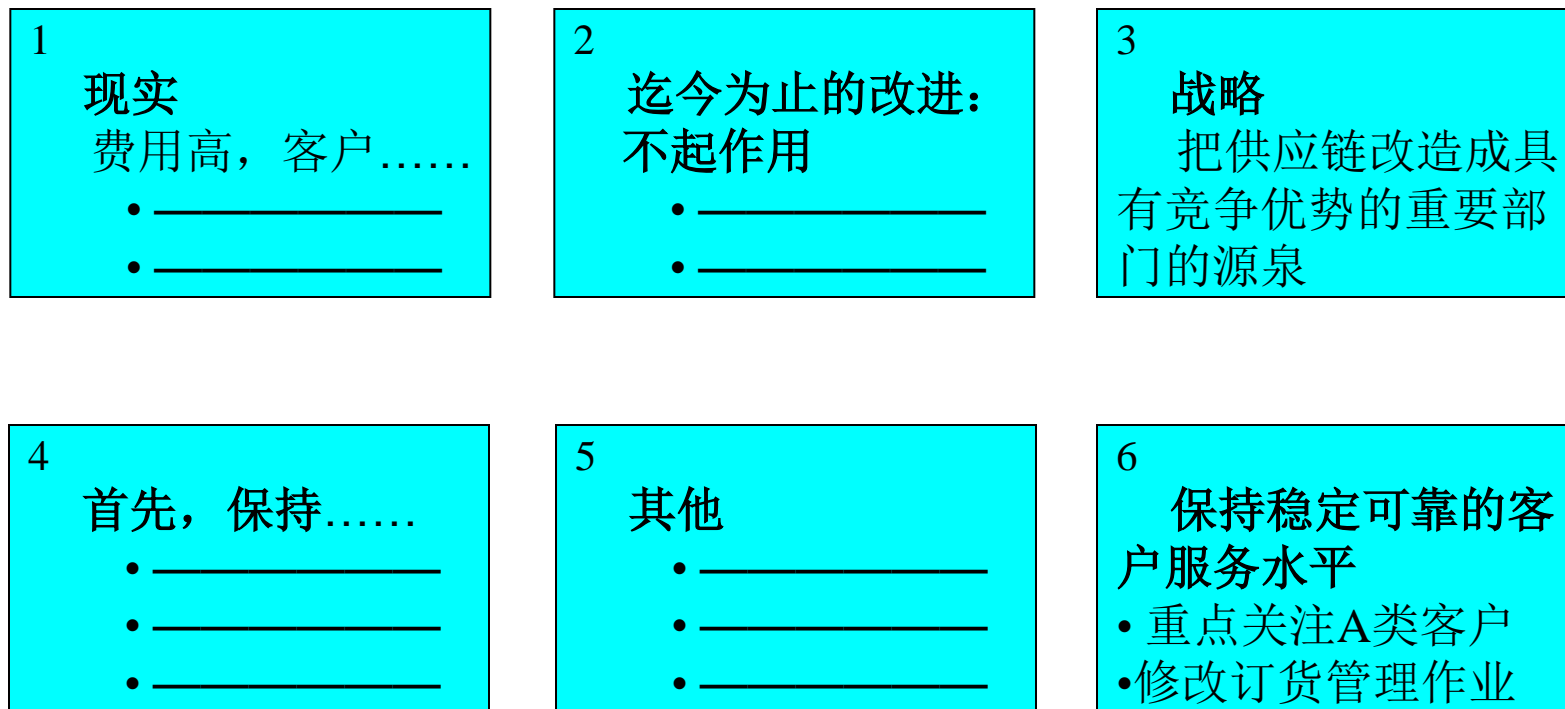 1
现实
费用高，客户……
• ——————
• ——————
2
迄今为止的改进：
不起作用
• ——————
• ——————
3
战略
把供应链改造成具
有竞争优势的重要部
门的源泉
4
首先，保持……
• ——————
• ——————
• ——————
5
其他
• ——————
• ——————
• ——————
6
保持稳定可靠的客
户服务水平
• 重点关注A类客户
•修改订货管理作业